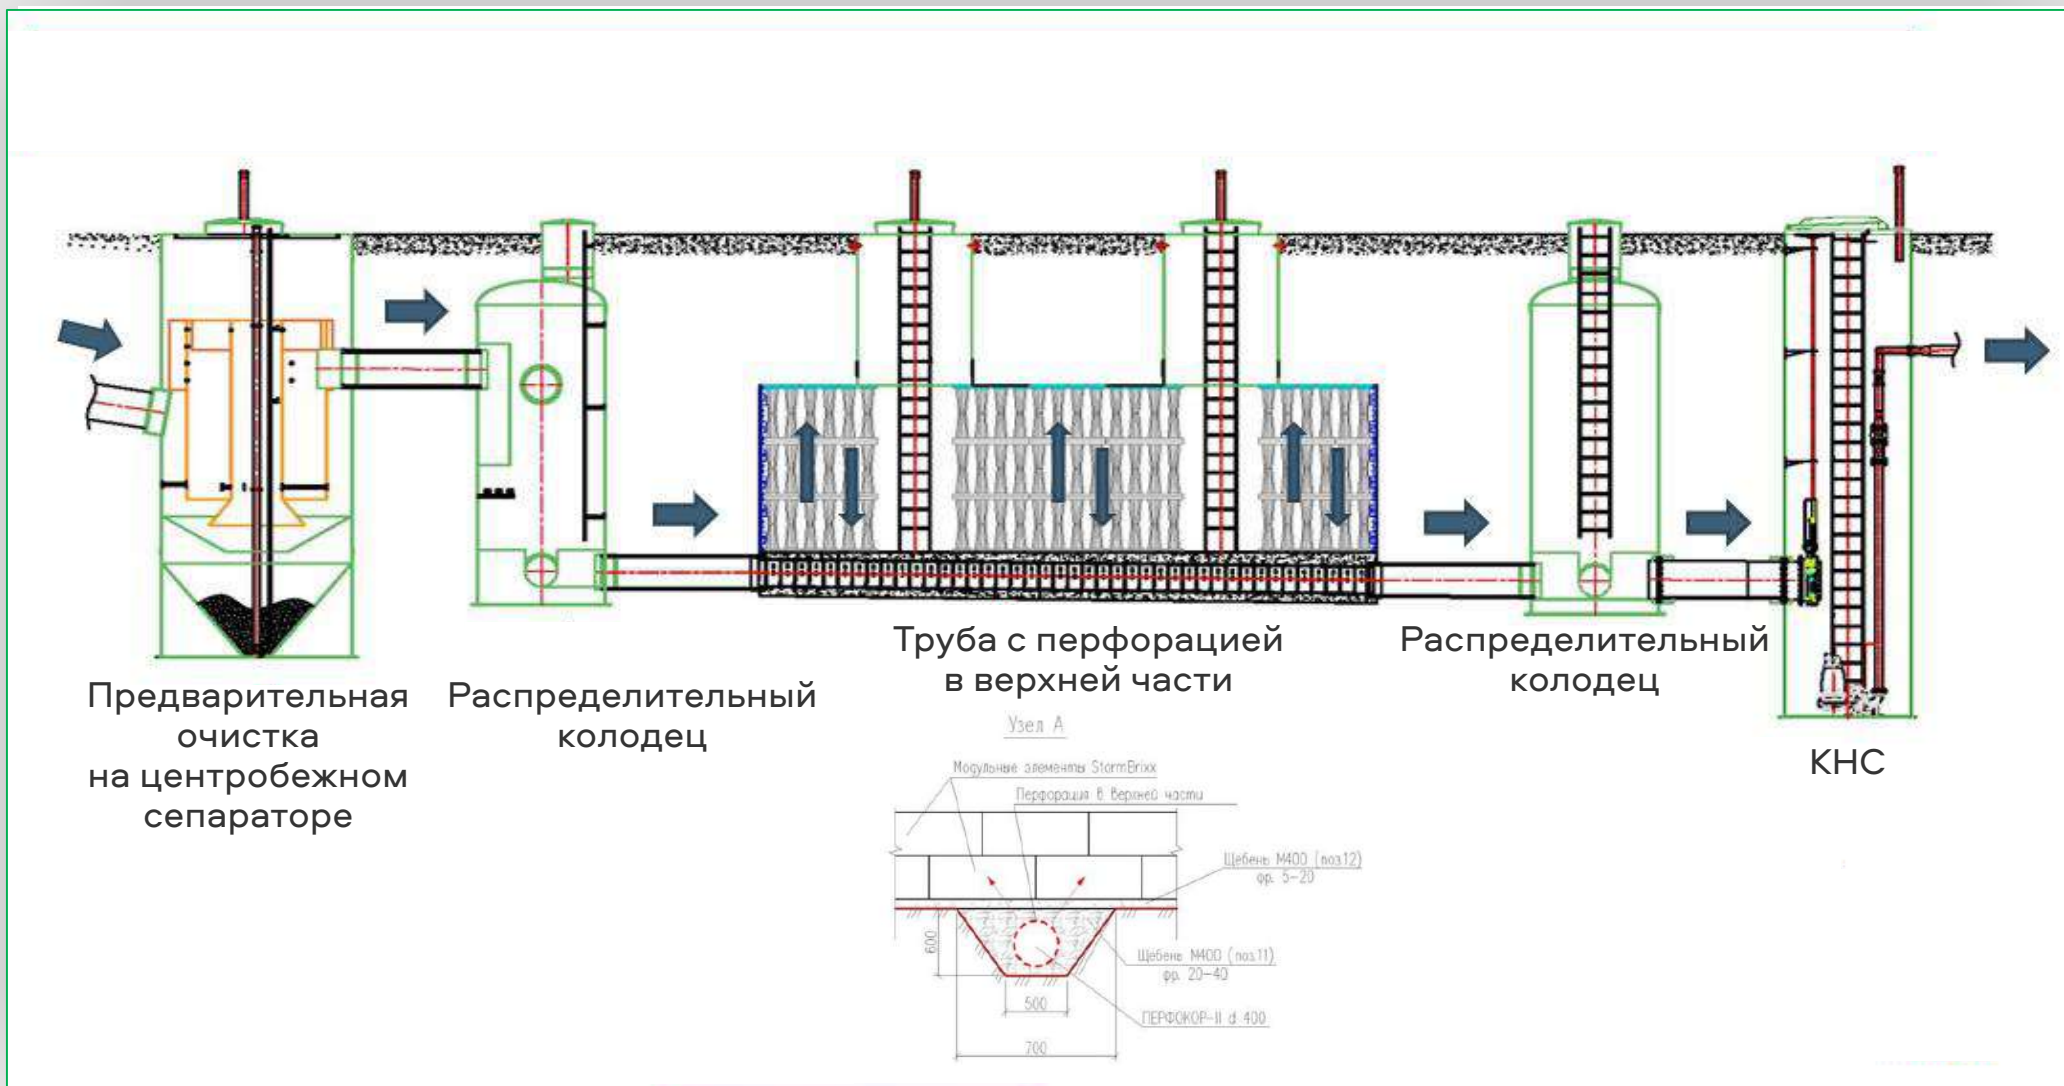 Предварительная
очистка
на центробежном
сепараторе
Распределительный
колодец
Труба с перфорацией
в верхней части
Распределительный
колодец
КНС
Узел А
Модульные элементы StormBrixx
Перфорация в верхней части
Щебень М400 (поз.12)
фр. 5-20
Щебень М400 (поз.11)
фр. 20-40
ПЕРФОКОР-II d 400
600
500
700